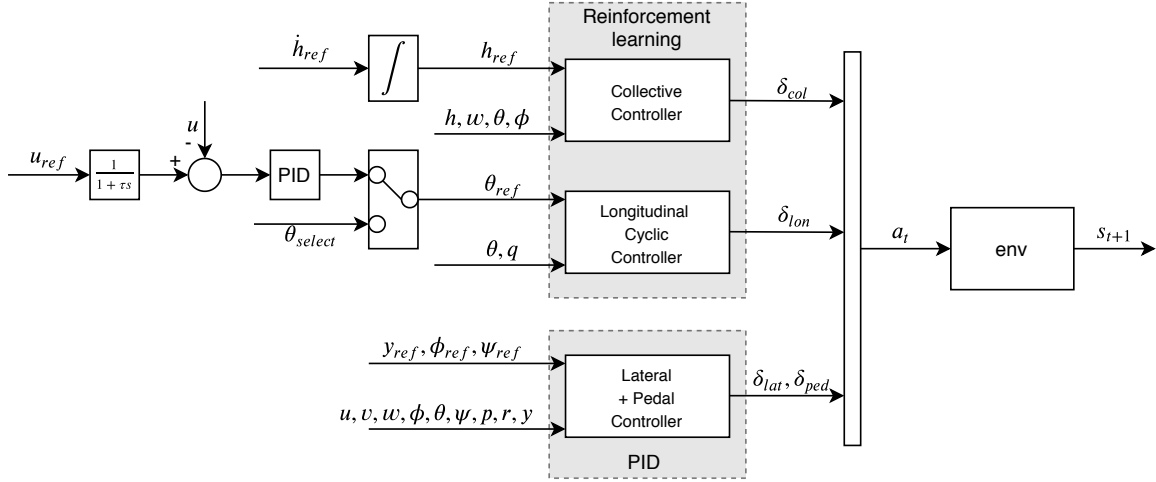 Reinforcement
learning
ḣ_ref
∫
h_ref
Collective
Controller
δ_col
h, w, θ, ϕ
u
-
+
u_ref
1
1 + τs
PID
θ_ref
θ_select
Longitudinal
Cyclic
Controller
δ_lon
θ, q
a_t
env
s_{t+1}
y_ref, ϕ_ref, ψ_ref
Lateral
+ Pedal
Controller
δ_lat, δ_ped
u, v, w, ϕ, θ, ψ, p, r, y
PID